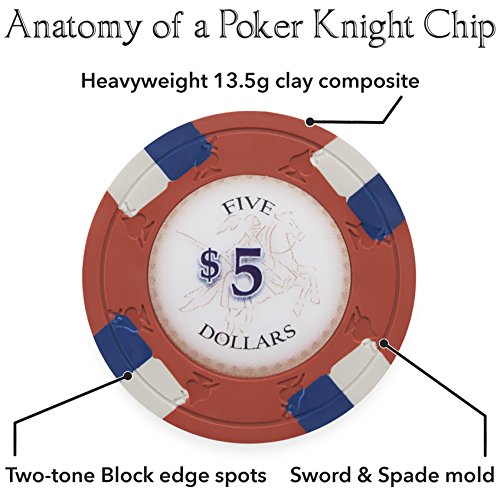 Anatomy of a Poker Knight Chip
Heavyweight 13.5g clay composite
FIVE
$5
DOLLARS
Two-tone Block edge spots
Sword & Spade mold